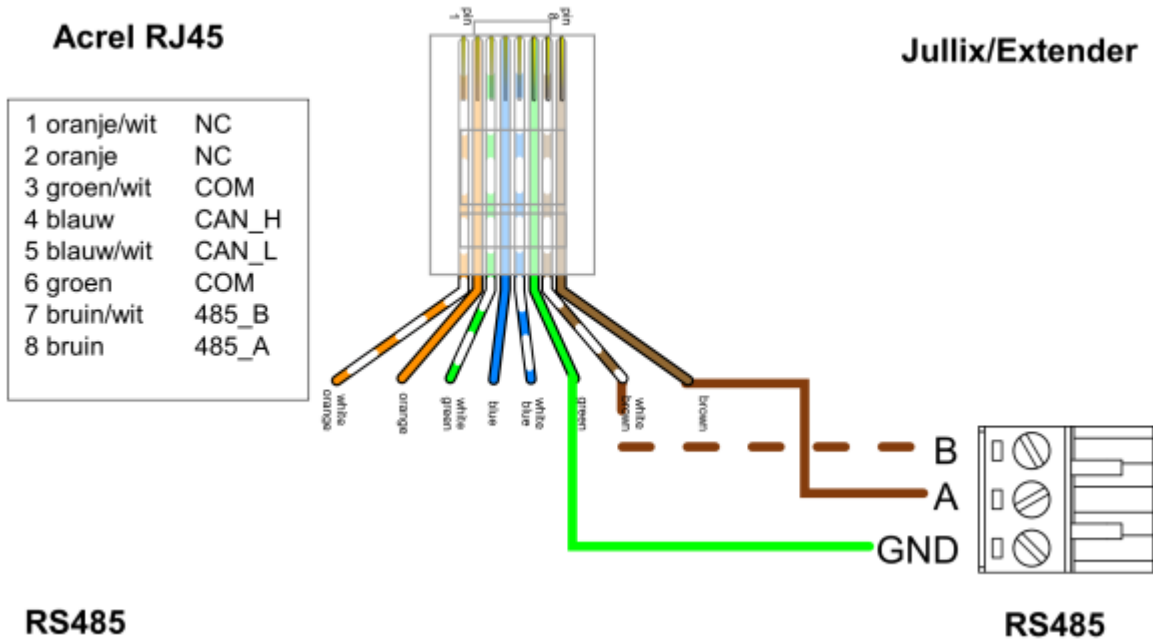 Acrel RJ45
pin 1
pin 8
Jullix/Extender
1 oranje/wit NC
2 oranje NC
3 groen/wit COM
4 blauw CAN_H
5 blauw/wit CAN_L
6 groen COM
7 bruin/wit 485_B
8 bruin 485_A
white orange
orange
white green
blue
white blue
green
white brown
brown
B
A
GND
RS485
RS485